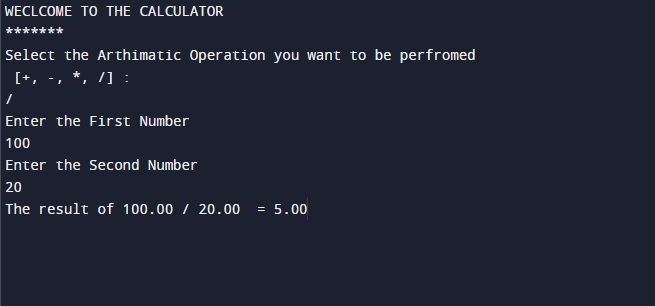 WECLCOME TO THE CALCULATOR
*******
Select the Arthimatic Operation you want to be perfromed
[+, -, *, /] :
/
Enter the First Number
100
Enter the Second Number
20
The result of 100.00 / 20.00  = 5.00